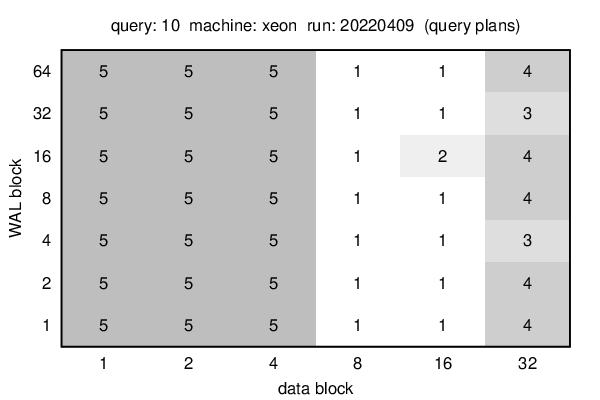 query: 10 machine: xeon run: 20220409 (query plans)
64 5 5 5 1 1 4
32 5 5 5 1 1 3
16 5 5 5 1 2 4
8 5 5 5 1 1 4
4 5 5 5 1 1 3
2 5 5 5 1 1 4
1 5 5 5 1 1 4
WAL block
1 2 4 8 16 32
data block